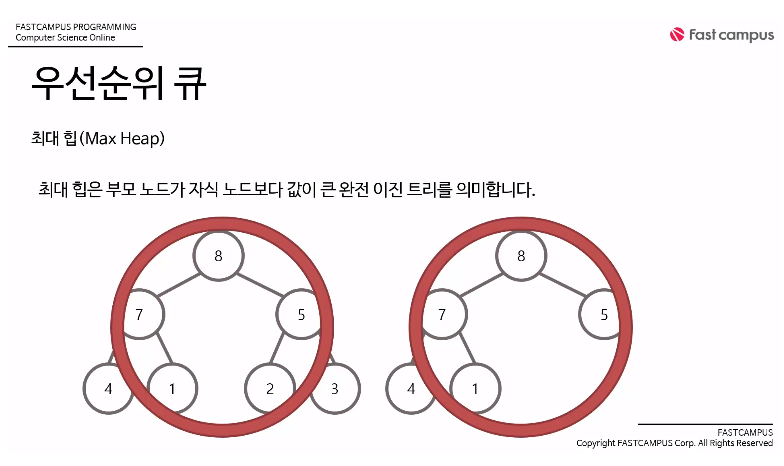 FASTCAMPUS PROGRAMMING
Computer Science Online
Fast campus
우선순위 큐
최대 힙(Max Heap)
최대 힙은 부모 노드가 자식 노드보다 값이 큰 완전 이진 트리를 의미합니다.
8 8
7 5 7 5
4 1 2 3 4 1
FASTCAMPUS
Copyright FASTCAMPUS Corp. All Rights Reserved